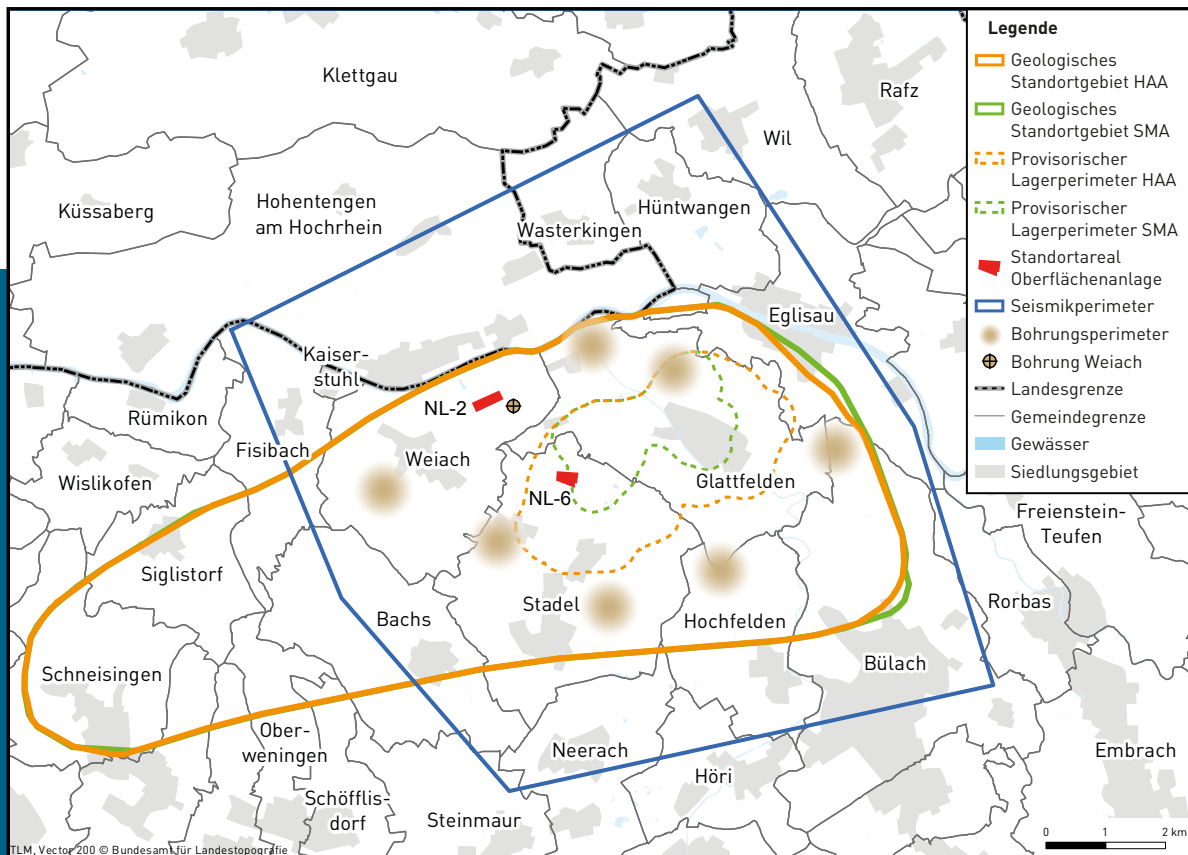 Klettgau
Rafz
Wil
Küssaberg
Hohentengen
am Hochrhein
Hüntwangen
Wasterkingen
Eglisau
Kaiser-
stuhl
Rümikon
NL-2
Fisibach
Weiach
Wislikofen
NL-6
Glattfelden
Freienstein-
Teufen
Siglistorf
Stadel
Bachs
Hochfelden
Rorbas
Schneisingen
Bülach
Ober-
weningen
Neerach
Höri
Embrach
Schöfflis-
dorf
Steinmaur
Legende
Geologisches
Standortgebiet HAA
Geologisches
Standortgebiet SMA
Provisorischer
Lagerperimeter HAA
Provisorischer
Lagerperimeter SMA
Standortareal
Oberflächenanlage
Seismikperimeter
Bohrungsperimeter
Bohrung Weiach
Landesgrenze
Gemeindegrenze
Gewässer
Siedlungsgebiet
0 1 2 km
TLM, Vector 200 © Bundesamt für Landestopografie